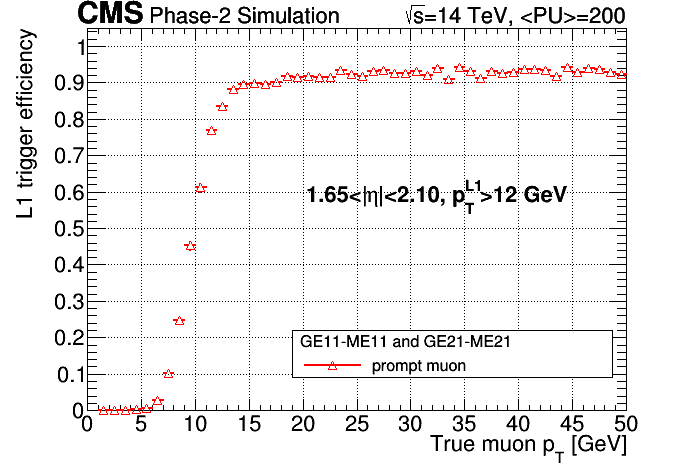 CMS Phase-2 Simulation √s=14 TeV, <PU>=200
L1 trigger efficiency
1
0.9
0.8
0.7
0.6
0.5
0.4
0.3
0.2
0.1
0
1.65<|η|<2.10, p_T^L1>12 GeV
GE11-ME11 and GE21-ME21
prompt muon
0 5 10 15 20 25 30 35 40 45 50
True muon p_T [GeV]